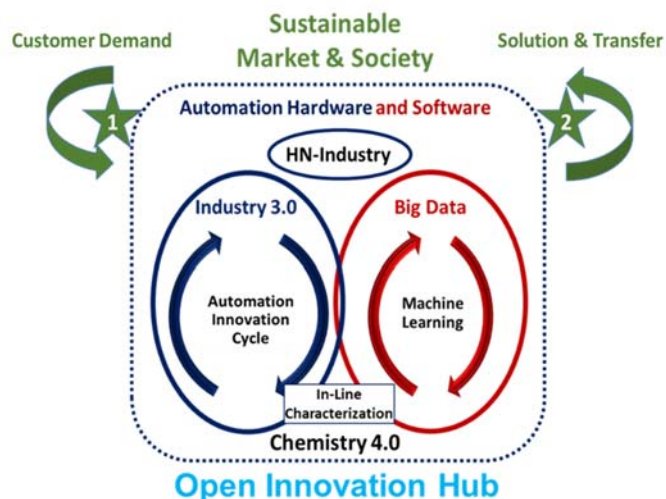 Sustainable
Market & Society
Customer Demand
Solution & Transfer
1
2
Automation Hardware and Software
HN-Industry
Industry 3.0
Big Data
Automation
Innovation
Cycle
Machine
Learning
In-Line
Characterization
Chemistry 4.0
Open Innovation Hub